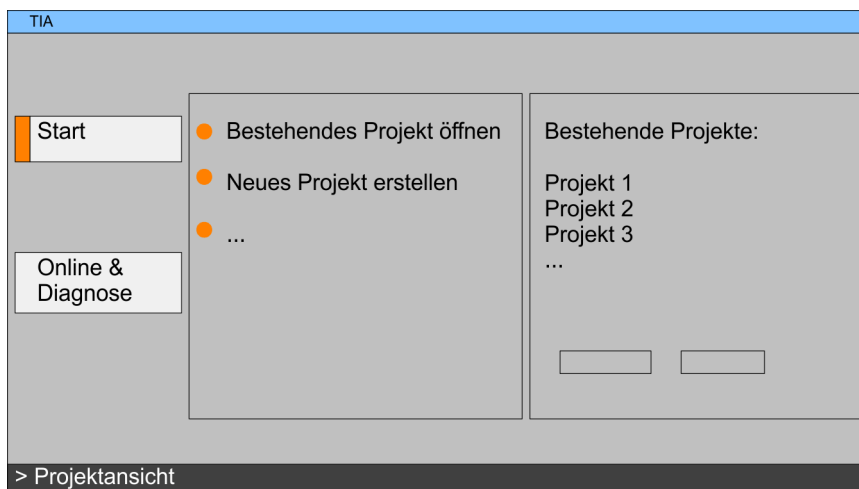 TIA
Start
Online &
Diagnose
Bestehendes Projekt öffnen
Neues Projekt erstellen
...
Bestehende Projekte:
Projekt 1
Projekt 2
Projekt 3
...
> Projektansicht